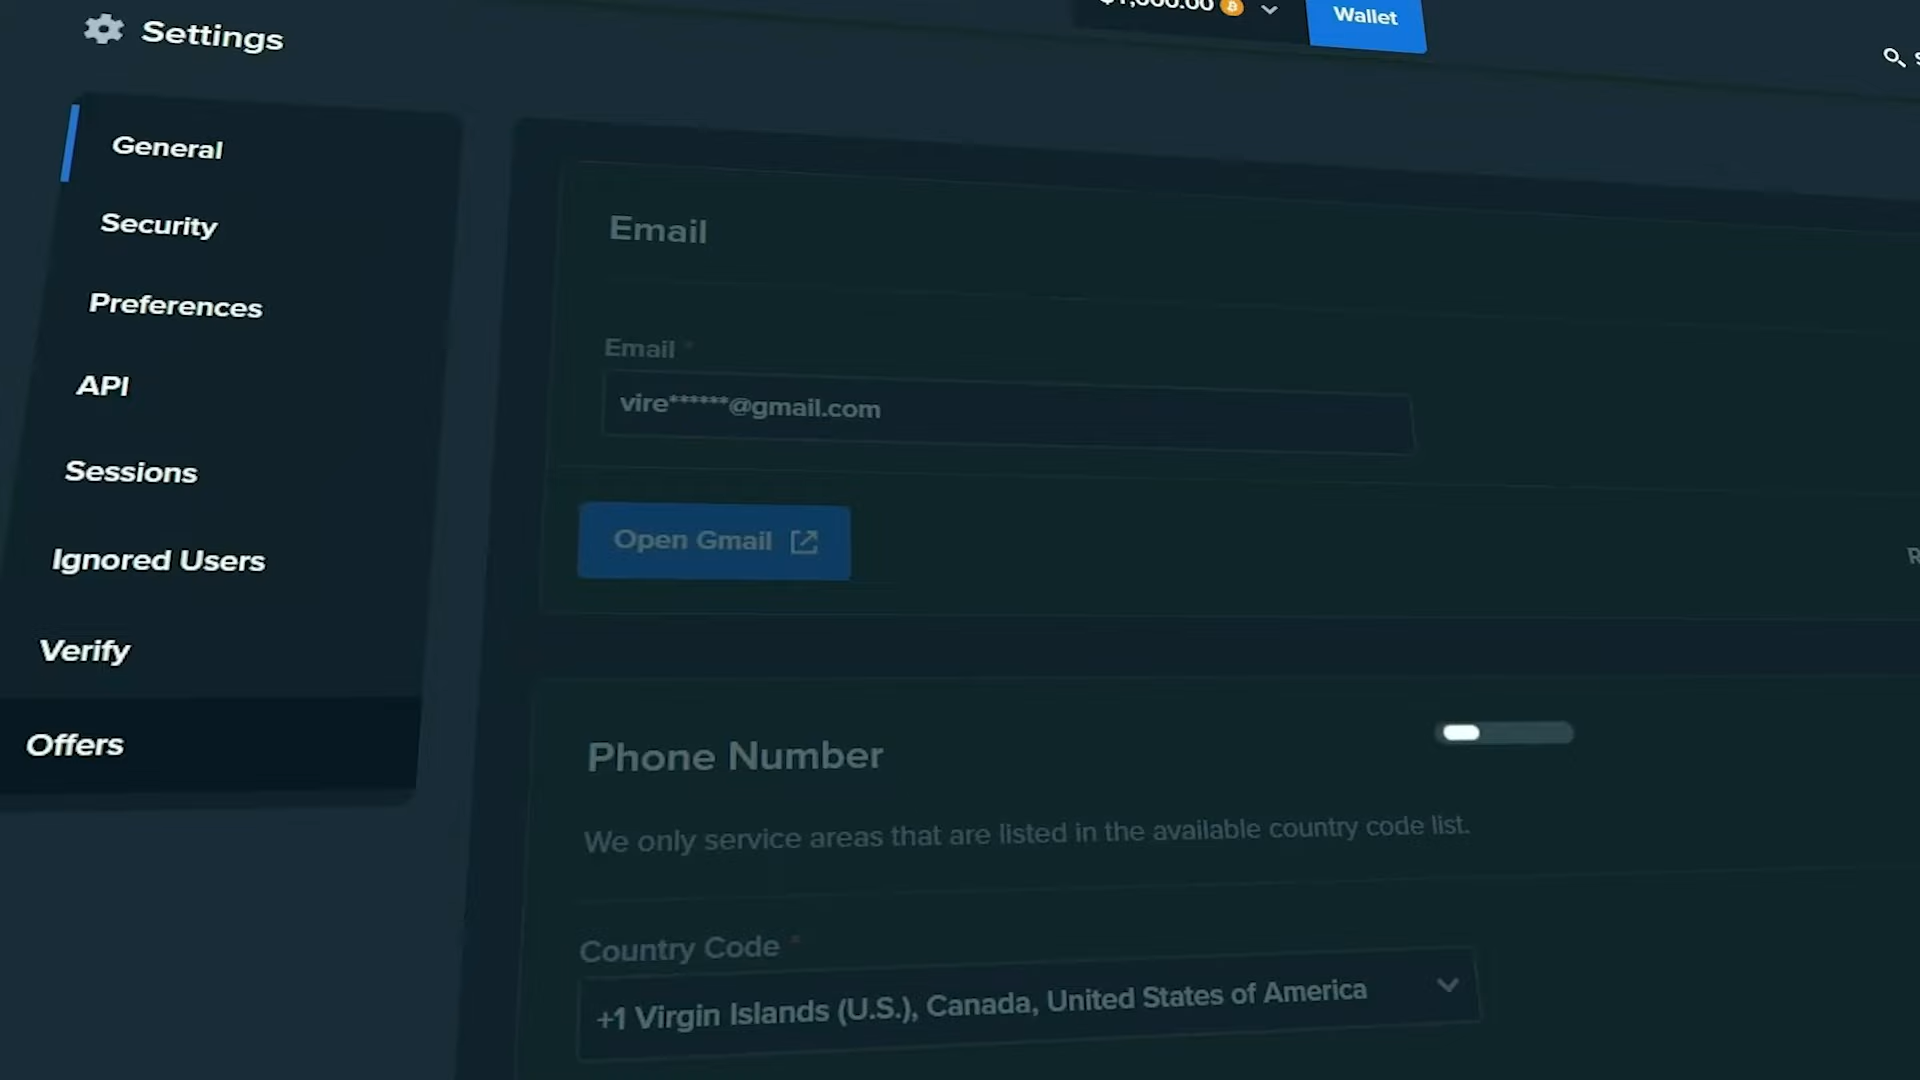 Settings
Wallet
General
Security
Preferences
API
Sessions
Ignored Users
Verify
Offers
Email
Email *
vire******@gmail.com
Open Gmail
Phone Number
We only service areas that are listed in the available country code list.
Country Code *
+1 Virgin Islands (U.S.), Canada, United States of America